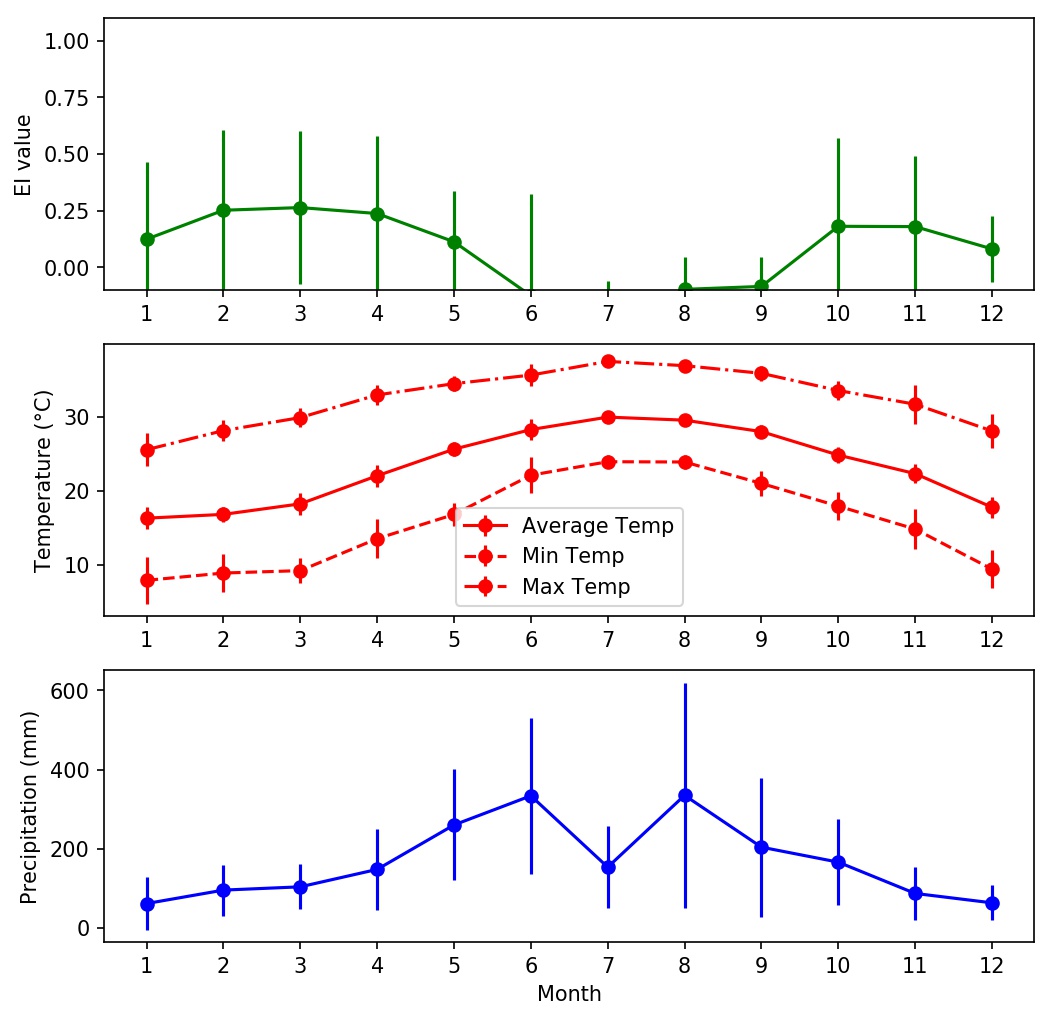 EI value
1.00
0.75
0.50
0.25
0.00
1 2 3 4 5 6 7 8 9 10 11 12
Temperature (°C)
30
20
10
Average Temp
Min Temp
Max Temp
1 2 3 4 5 6 7 8 9 10 11 12
Precipitation (mm)
600
400
200
0
1 2 3 4 5 6 7 8 9 10 11 12
Month